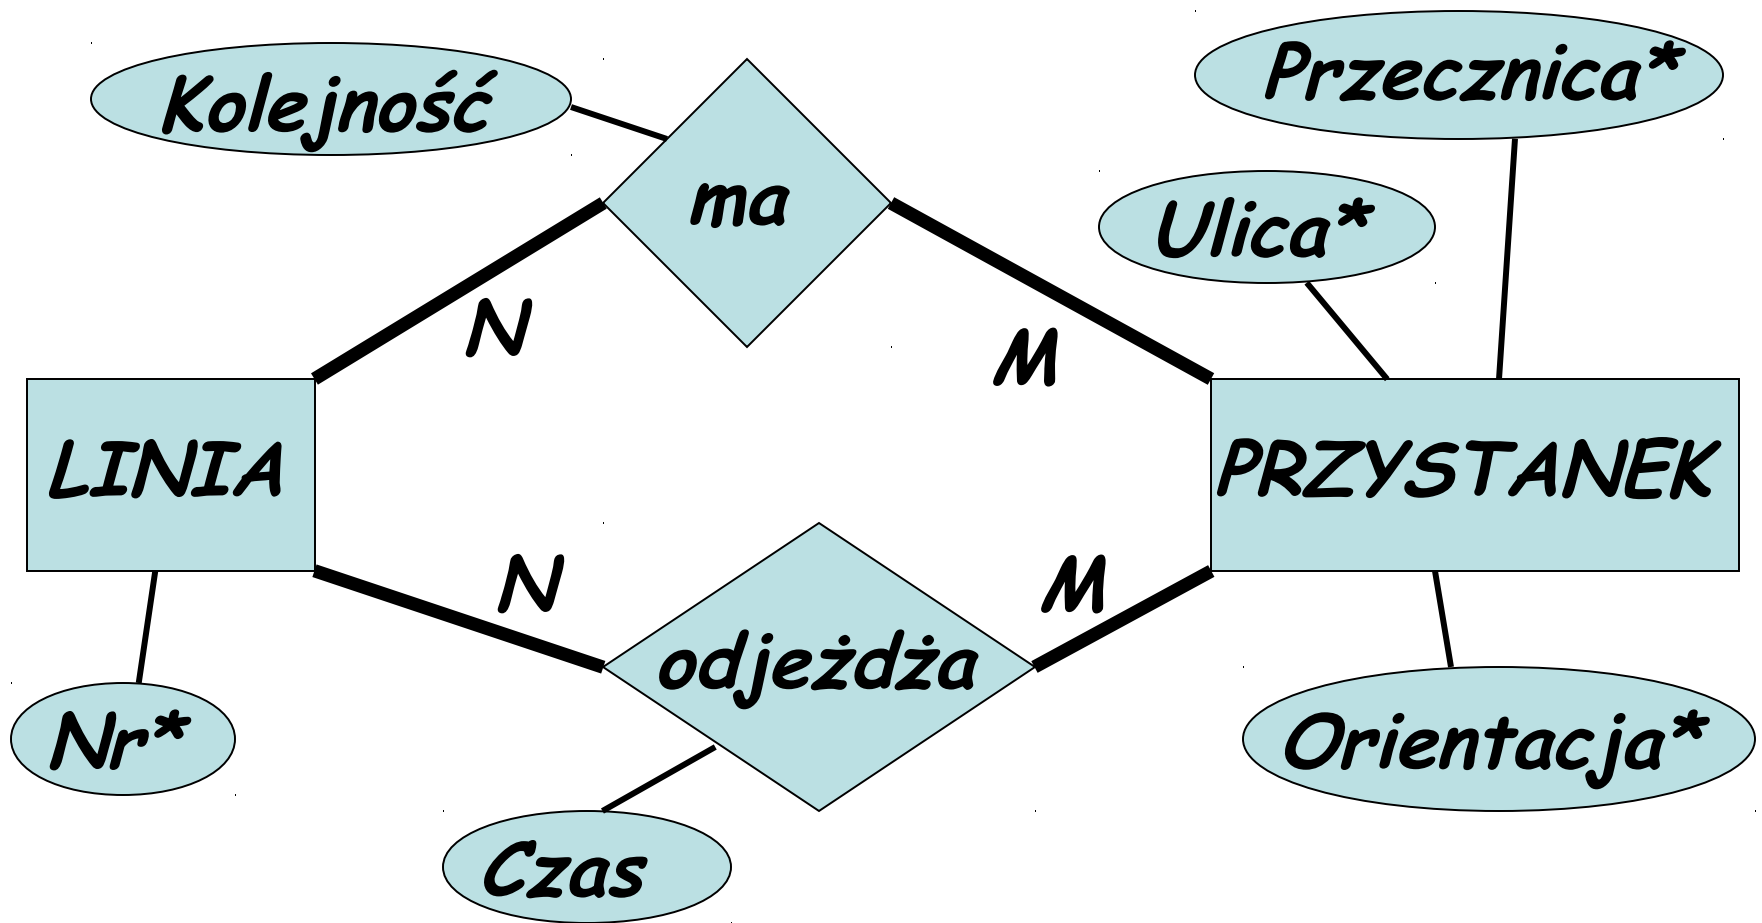 Kolejność
Przecznica*
ma
Ulica*
N
M
LINIA
PRZYSTANEK
N
M
odjeżdża
Nr*
Orientacja*
Czas